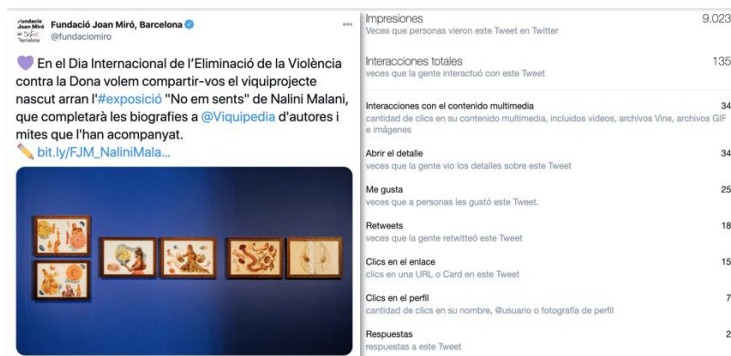 Fundació Joan Miró, Barcelona
@fundaciomiro
En el Dia Internacional de l'Eliminació de la Violència
contra la Dona volem compartir-vos el viquiprojecte
nascut arran l'#exposició "No em sents" de Nalini Malani,
que completarà les biografies a @Viquipedia d'autores i
mites que l'han acompanyat.
bit.ly/FJM_NaliniMala...
Impresiones 9.023
Veces que personas vieron este Tweet en Twitter
Interacciones totales 135
veces que la gente interactuó con este Tweet
Interacciones con el contenido multimedia 34
cantidad de clics en su contenido multimedia, incluidos videos, archivos Vine, archivos GIF
e imágenes
Abrir el detalle 34
veces que la gente vio los detalles sobre este Tweet
Me gusta 25
veces que a personas les gustó este Tweet.
Retweets 18
veces que la gente retwitteó este Tweet
Clics en el enlace 15
clics en una URL o Card en este Tweet
Clics en el perfil 7
cantidad de clics en su nombre, @usuario o fotografía de perfil
Respuestas 2
respuestas a este Tweet